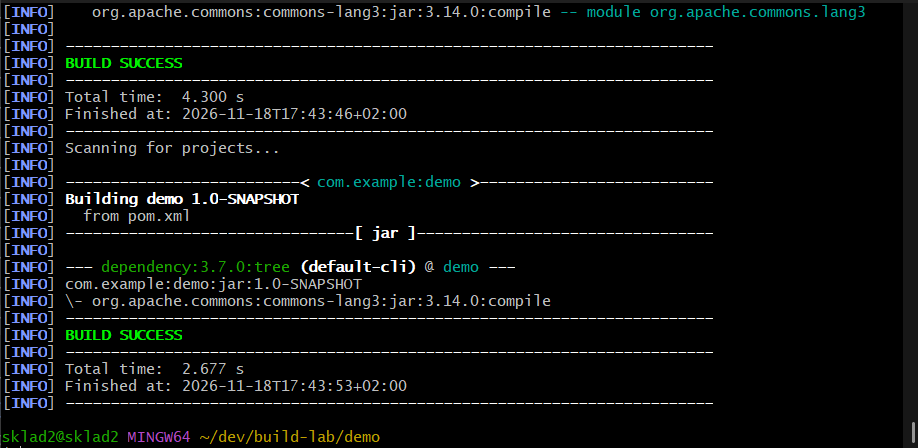 [INFO]    org.apache.commons:commons-lang3:jar:3.14.0:compile -- module org.apache.commons.lang3
[INFO]
[INFO] ------------------------------------------------------------------------
[INFO] BUILD SUCCESS
[INFO] ------------------------------------------------------------------------
[INFO] Total time:  4.300 s
[INFO] Finished at: 2026-11-18T17:43:46+02:00
[INFO] ------------------------------------------------------------------------
[INFO] Scanning for projects...
[INFO]
[INFO] --------------------------< com.example:demo >--------------------------
[INFO] Building demo 1.0-SNAPSHOT
[INFO]   from pom.xml
[INFO] --------------------------------[ jar ]---------------------------------
[INFO]
[INFO] --- dependency:3.7.0:tree (default-cli) @ demo ---
[INFO] com.example:demo:jar:1.0-SNAPSHOT
[INFO] \- org.apache.commons:commons-lang3:jar:3.14.0:compile
[INFO] ------------------------------------------------------------------------
[INFO] BUILD SUCCESS
[INFO] ------------------------------------------------------------------------
[INFO] Total time:  2.677 s
[INFO] Finished at: 2026-11-18T17:43:53+02:00
[INFO] ------------------------------------------------------------------------
sklad2@sklad2 MINGW64 ~/dev/build-lab/demo